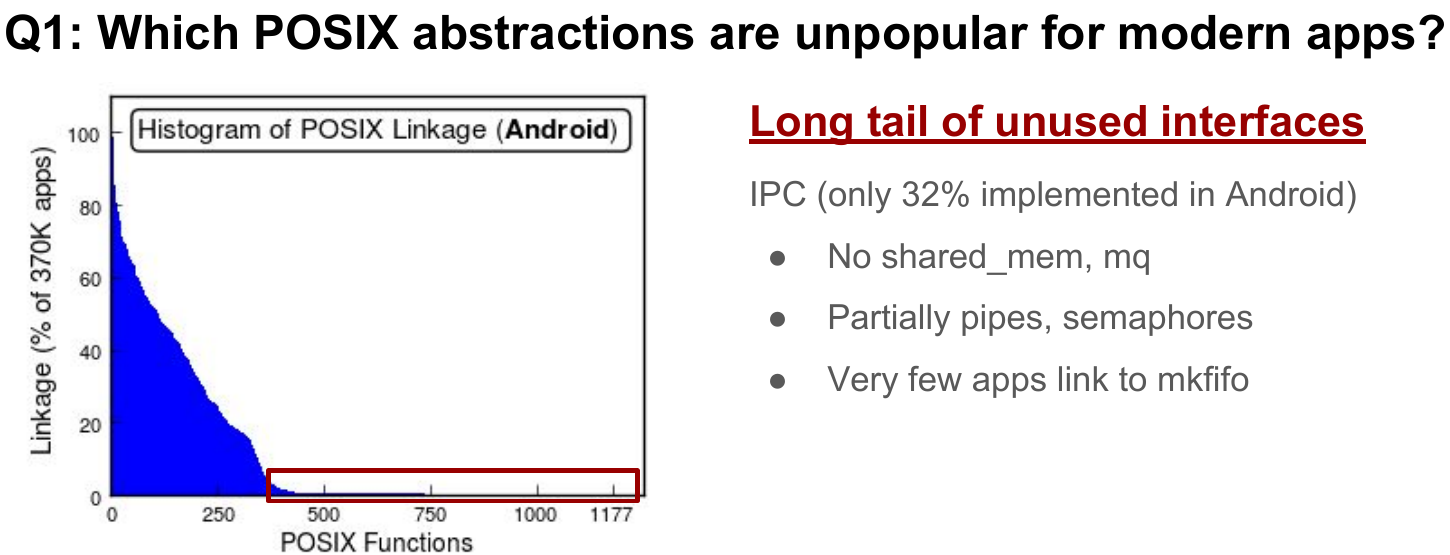 Q1: Which POSIX abstractions are unpopular for modern apps?
Histogram of POSIX Linkage (Android)
Linkage (% of 370K apps)
100
80
60
40
20
0
0 250 500 750 1000 1177
POSIX Functions
Long tail of unused interfaces
IPC (only 32% implemented in Android)
● No shared_mem, mq
● Partially pipes, semaphores
● Very few apps link to mkfifo